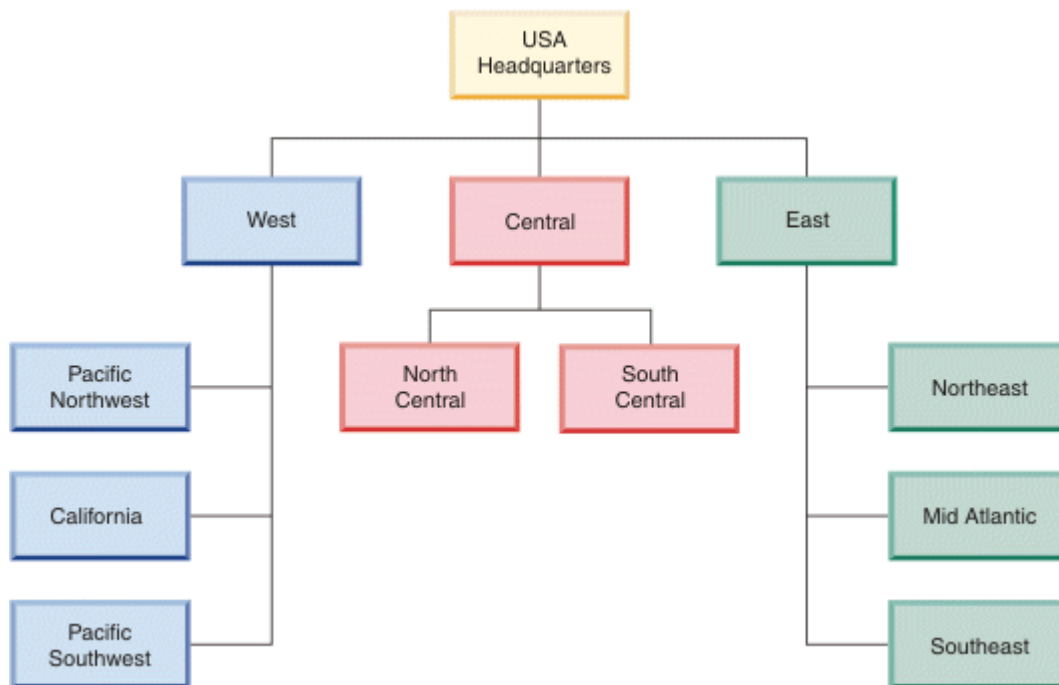 USA
Headquarters
West
Central
East
Pacific
Northwest
North
Central
South
Central
Northeast
California
Mid Atlantic
Pacific
Southwest
Southeast